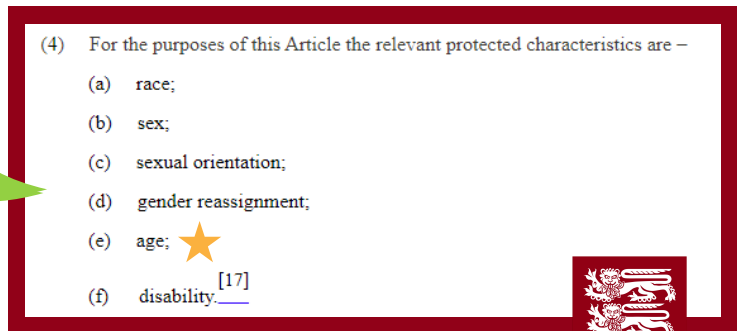 (4) For the purposes of this Article the relevant protected characteristics are –
(a) race;
(b) sex;
(c) sexual orientation;
(d) gender reassignment;
(e) age;
(f) disability.[17]